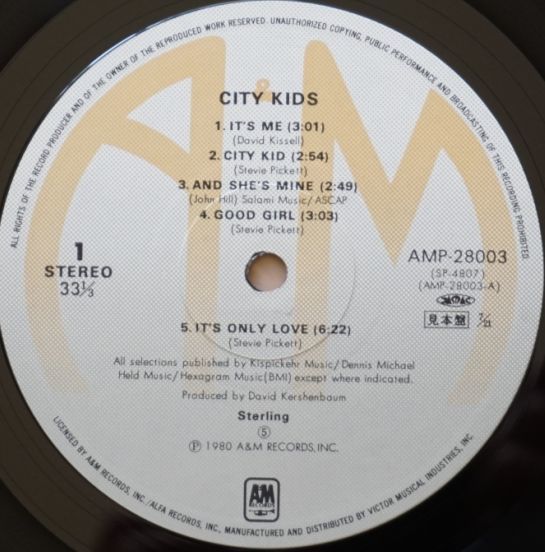 ALL RIGHTS OF THE RECORD PRODUCER AND OF THE OWNER OF THE REPRODUCED WORK RESERVED. UNAUTHORIZED COPYING, PUBLIC PERFORMANCE AND BROADCASTING OF THIS RECORDING PROHIBITED
CITY KIDS
1. IT'S ME (3:01)
(David Kissell)
2. CITY KID (2:54)
(Stevie Pickett)
3. AND SHE'S MINE (2:49)
(John Hill) Salami Music/ASCAP
4. GOOD GIRL (3:03)
(Stevie Pickett)
1
STEREO
33⅓
AMP-28003
(SP-4807)
(AMP-28003-A)
見本盤
5. IT'S ONLY LOVE (6:22)
(Stevie Pickett)
All selections published by Kispickehr Music/Dennis Michael
Held Music/Hexagram Music(BMI) except where indicated.
Produced by David Kershenbaum
Sterling
⑤
Ⓟ 1980 A&M RECORDS, INC.
A&M
RECORDS
LICENSED BY A&M RECORDS, INC./ALFA RECORDS, INC., MANUFACTURED AND DISTRIBUTED BY VICTOR MUSICAL INDUSTRIES, INC.